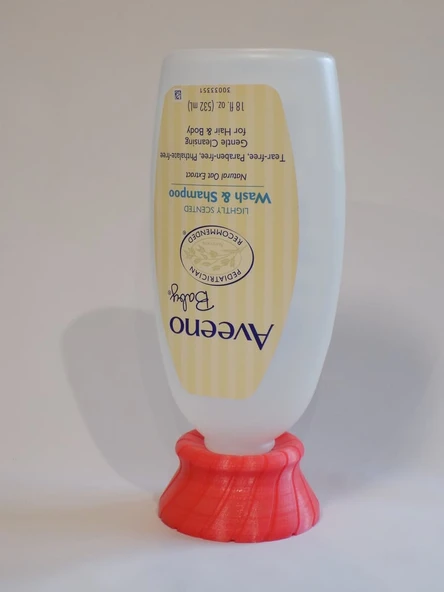 Aveeno
Baby®
PEDIATRICIAN
RECOMMENDED®
LIGHTLY SCENTED
Wash & Shampoo
Natural Oat Extract
Tear-free, Paraben-free, Phthalate-free
Gentle Cleansing
for Hair & Body
18 fl. oz. (532 mL)
30033351